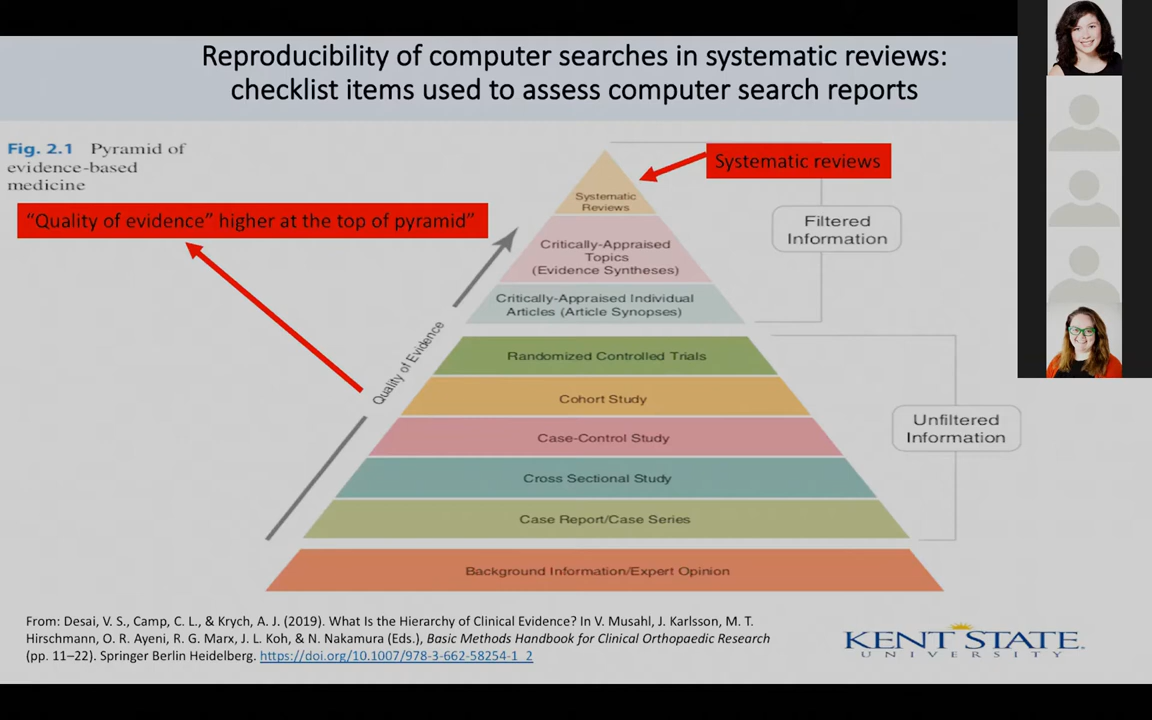 Reproducibility of computer searches in systematic reviews:
checklist items used to assess computer search reports
Fig. 2.1 Pyramid of
evidence-based
medicine
Systematic reviews
“Quality of evidence” higher at the top of pyramid”
Systematic
Reviews
Filtered
Information
Critically-Appraised
Topics
(Evidence Syntheses)
Critically-Appraised Individual
Articles (Article Synopses)
Quality of Evidence
Randomized Controlled Trials
Cohort Study
Unfiltered
Information
Case-Control Study
Cross Sectional Study
Case Report/Case Series
Background Information/Expert Opinion
From: Desai, V. S., Camp, C. L., & Krych, A. J. (2019). What Is the Hierarchy of Clinical Evidence? In V. Musahl, J. Karlsson, M. T.
Hirschmann, O. R. Ayeni, R. G. Marx, J. L. Koh, & N. Nakamura (Eds.), Basic Methods Handbook for Clinical Orthopaedic Research
(pp. 11–22). Springer Berlin Heidelberg. https://doi.org/10.1007/978-3-662-58254-1_2
KENT STATE
UNIVERSITY